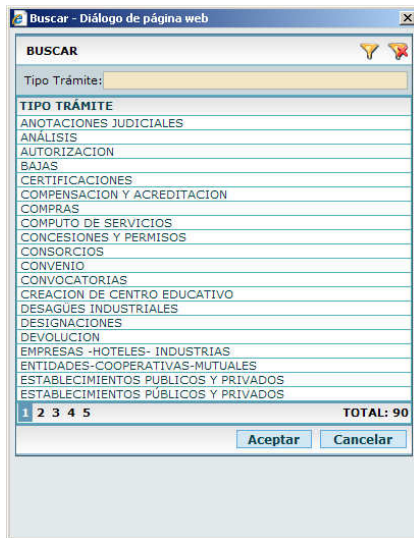 Buscar - Diálogo de página web
BUSCAR
Tipo Trámite:
TIPO TRÁMITE
ANOTACIONES JUDICIALES
ANÁLISIS
AUTORIZACION
BAJAS
CERTIFICACIONES
COMPENSACION Y ACREDITACION
COMPRAS
COMPUTO DE SERVICIOS
CONCESIONES Y PERMISOS
CONSORCIOS
CONVENIO
CONVOCATORIAS
CREACION DE CENTRO EDUCATIVO
DESAGÜES INDUSTRIALES
DESIGNACIONES
DEVOLUCION
EMPRESAS -HOTELES- INDUSTRIAS
ENTIDADES-COOPERATIVAS-MUTUALES
ESTABLECIMIENTOS PUBLICOS Y PRIVADOS
ESTABLECIMIENTOS PÚBLICOS Y PRIVADOS
1 2 3 4 5 TOTAL: 90
Aceptar Cancelar